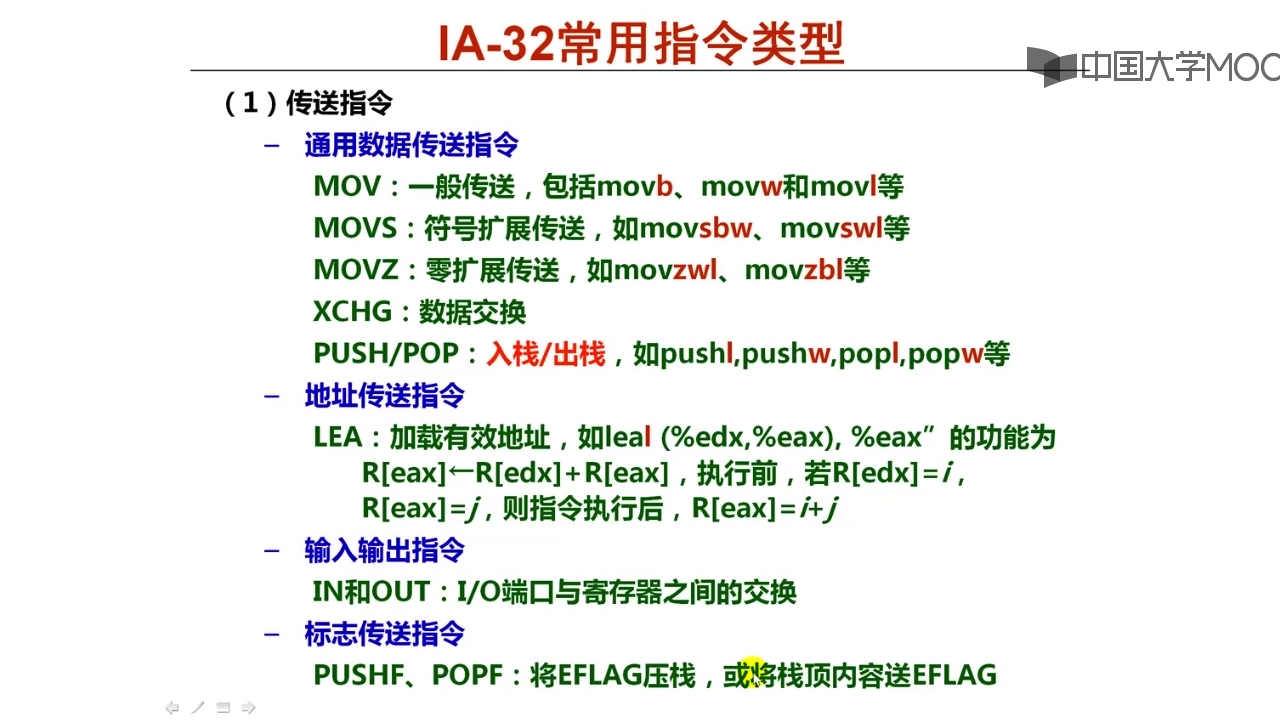 IA-32常用指令类型
中国大学MOO
（1）传送指令
– 通用数据传送指令
MOV：一般传送，包括movb、movw和movl等
MOVS：符号扩展传送，如movsbw、movswl等
MOVZ：零扩展传送，如movzwl、movzbl等
XCHG：数据交换
PUSH/POP：入栈/出栈，如pushl,pushw,popl,popw等
– 地址传送指令
LEA：加载有效地址，如leal (%edx,%eax), %eax”的功能为
R[eax]←R[edx]+R[eax]，执行前，若R[edx]=i，
R[eax]=j，则指令执行后，R[eax]=i+j
– 输入输出指令
IN和OUT：I/O端口与寄存器之间的交换
– 标志传送指令
PUSHF、POPF：将EFLAG压栈，或将栈顶内容送EFLAG